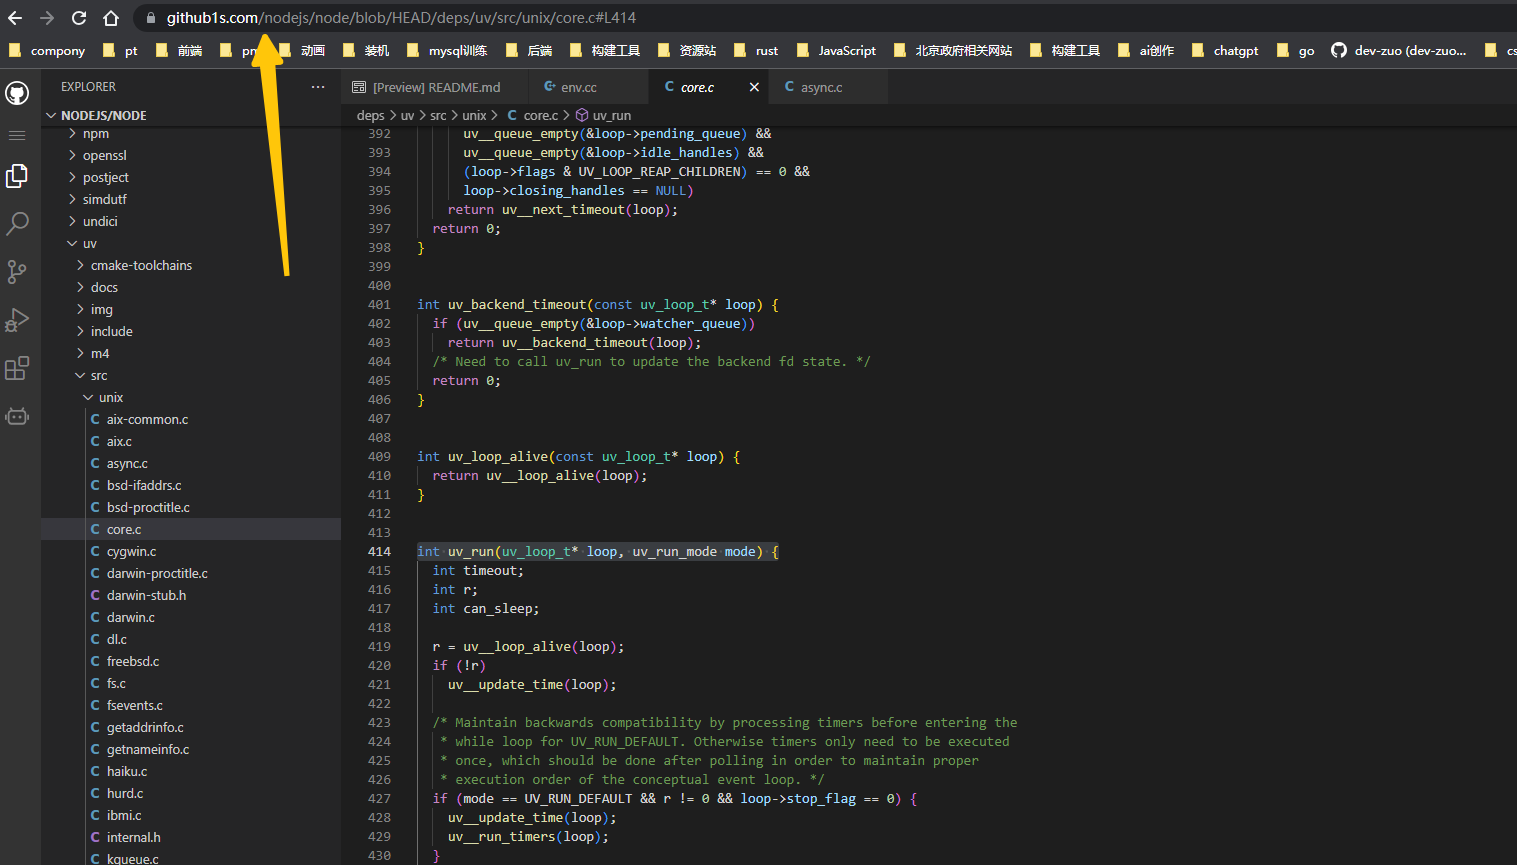 github1s.com/nodejs/node/blob/HEAD/deps/uv/src/unix/core.c#L414
compony pt 前端 pm 动画 装机 mysql训练 后端 构建工具 资源站 rust JavaScript 北京政府相关网站 构建工具 ai创作 chatgpt go dev-zuo (dev-zuo... cs
EXPLORER ...
[Preview] README.md env.cc core.c async.c
NODEJS/NODE
deps > uv > src > unix > C core.c > uv_run
npm
openssl
postject
simdutf
undici
uv
cmake-toolchains
docs
img
include
m4
src
unix
C aix-common.c
C aix.c
C async.c
C bsd-ifaddrs.c
C bsd-proctitle.c
C core.c
C cygwin.c
C darwin-proctitle.c
C darwin-stub.h
C darwin.c
C dl.c
C freebsd.c
C fs.c
C fsevents.c
C getaddrinfo.c
C getnameinfo.c
C haiku.c
C hurd.c
C ibmi.c
C internal.h
C kqueue.c
392 uv__queue_empty(&loop->pending_queue) &&
393 uv__queue_empty(&loop->idle_handles) &&
394 (loop->flags & UV_LOOP_REAP_CHILDREN) == 0 &&
395 loop->closing_handles == NULL)
396 return uv__next_timeout(loop);
397 return 0;
398 }
399
400
401 int uv_backend_timeout(const uv_loop_t* loop) {
402 if (uv__queue_empty(&loop->watcher_queue))
403 return uv__backend_timeout(loop);
404 /* Need to call uv_run to update the backend fd state. */
405 return 0;
406 }
407
408
409 int uv_loop_alive(const uv_loop_t* loop) {
410 return uv__loop_alive(loop);
411 }
412
413
414 int uv_run(uv_loop_t* loop, uv_run_mode mode) {
415 int timeout;
416 int r;
417 int can_sleep;
418
419 r = uv__loop_alive(loop);
420 if (!r)
421 uv__update_time(loop);
422
423 /* Maintain backwards compatibility by processing timers before entering the
424 * while loop for UV_RUN_DEFAULT. Otherwise timers only need to be executed
425 * once, which should be done after polling in order to maintain proper
426 * execution order of the conceptual event loop. */
427 if (mode == UV_RUN_DEFAULT && r != 0 && loop->stop_flag == 0) {
428 uv__update_time(loop);
429 uv__run_timers(loop);
430 }